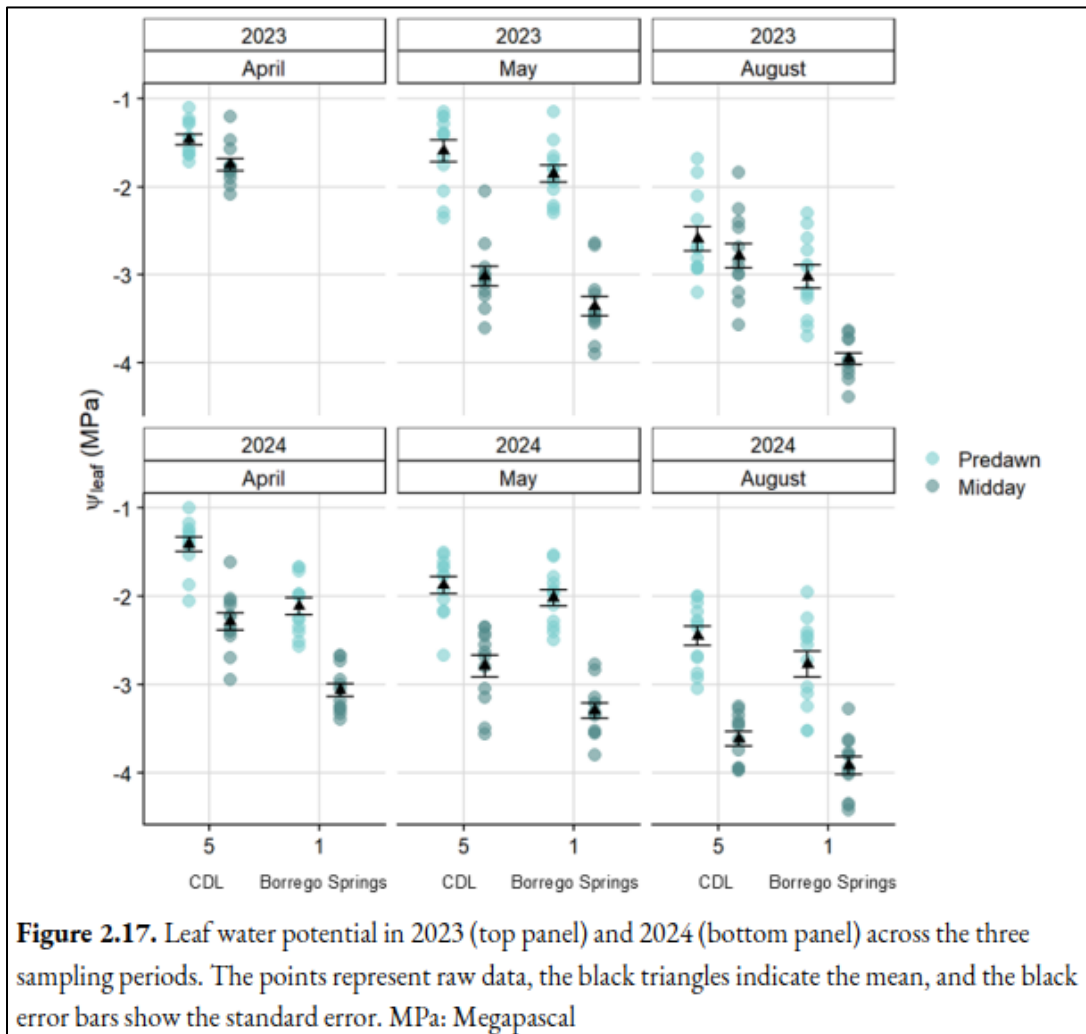 2023
2023
2023
April
May
August
-1
-2
-3
-4
2024
2024
2024
April
May
August
-1
-2
-3
-4
Ψleaf (MPa)
Predawn
Midday
5
1
5
1
5
1
CDL
Borrego Springs
CDL
Borrego Springs
CDL
Borrego Springs
Figure 2.17. Leaf water potential in 2023 (top panel) and 2024 (bottom panel) across the three
sampling periods. The points represent raw data, the black triangles indicate the mean, and the black
error bars show the standard error. MPa: Megapascal